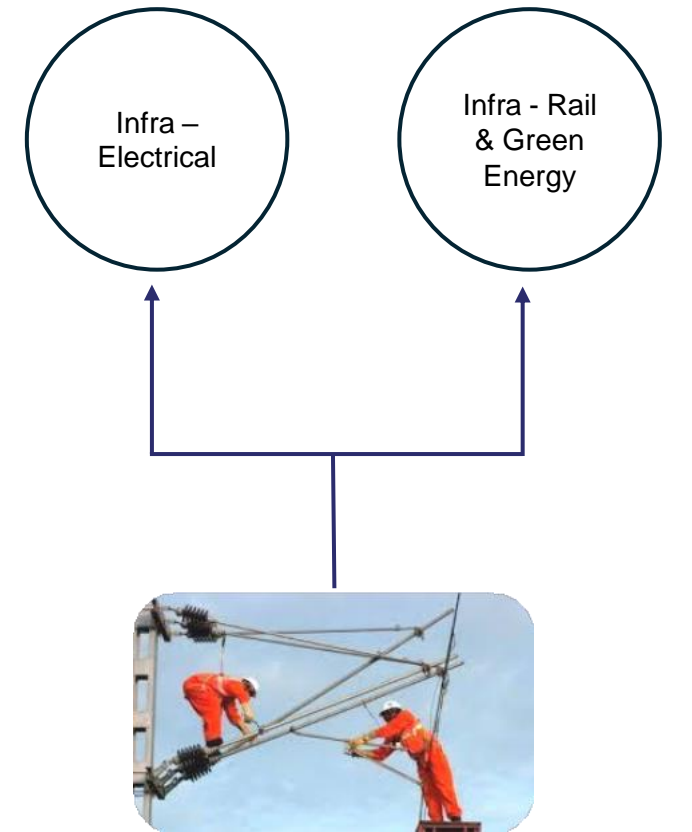 Infra –
Electrical
Infra - Rail
& Green
Energy